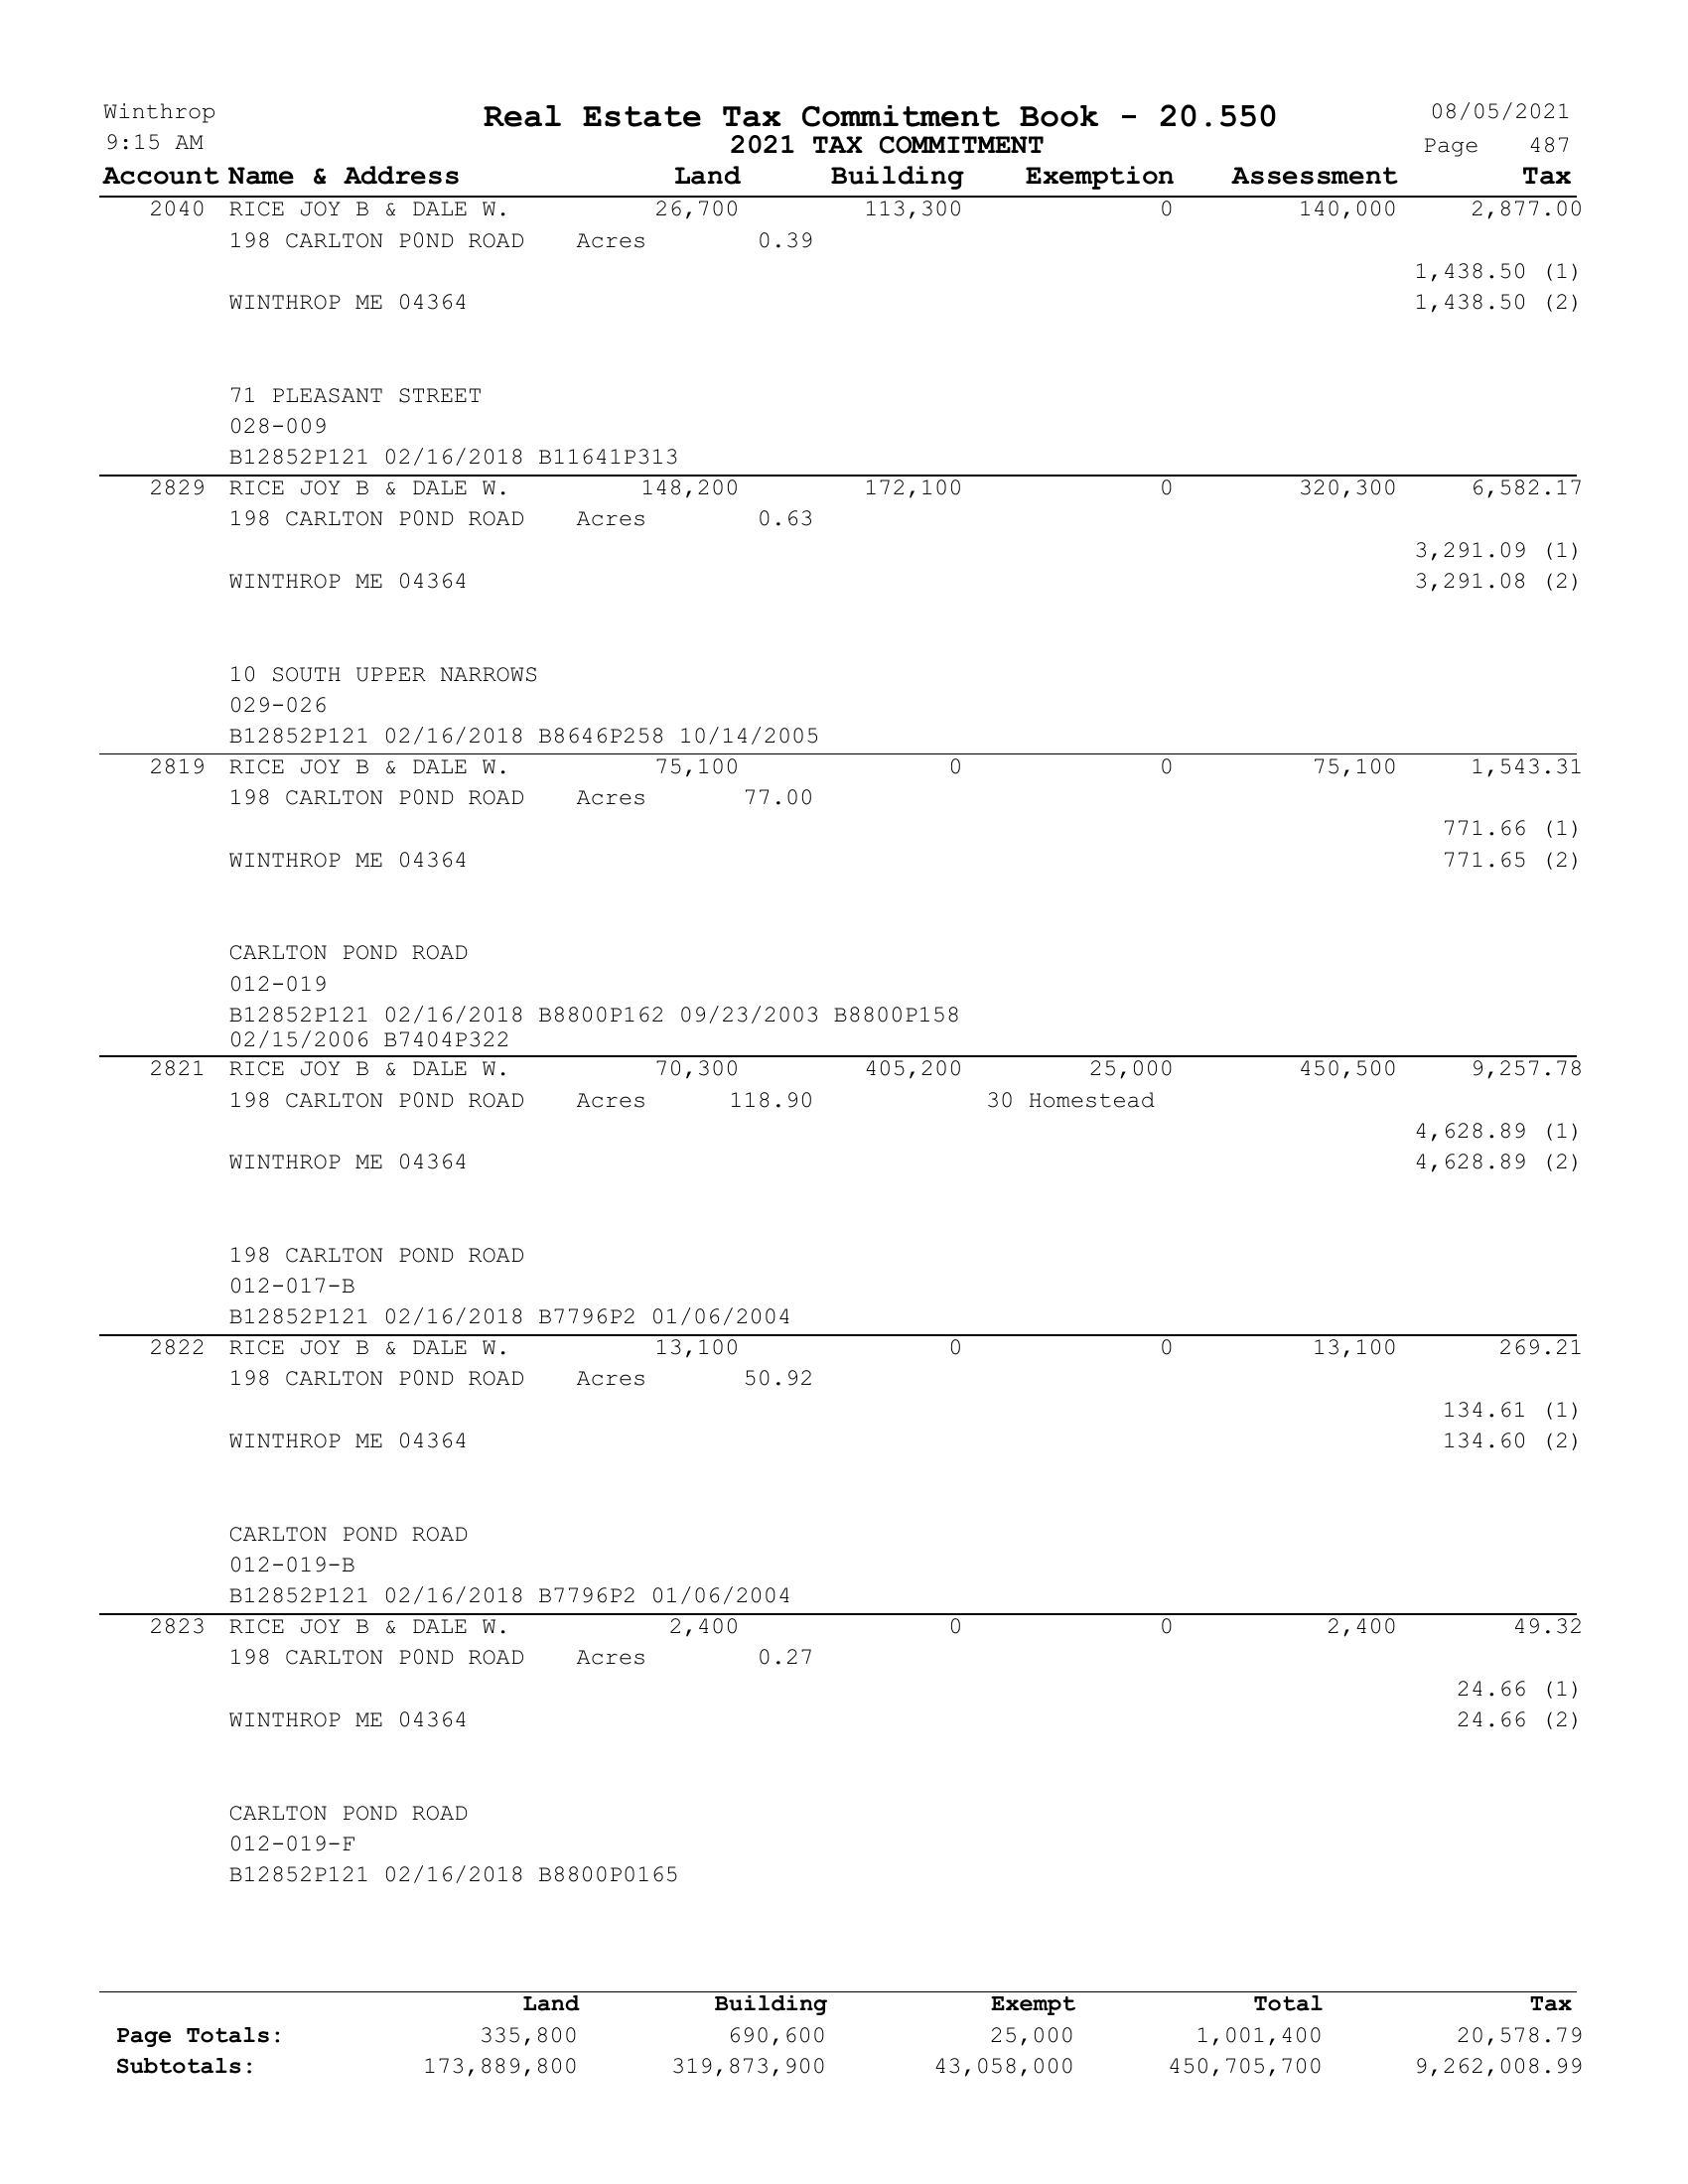 Winthrop Real Estate Tax Commitment Book - 20.550 08/05/2021
9:15 AM 2021 TAX COMMITMENT Page 487
Account Name & Address Land Building Exemption Assessment Tax
2040 RICE JOY B & DALE W. 26,700 113,300 0 140,000 2,877.00
198 CARLTON P0ND ROAD Acres 0.39
1,438.50 (1)
WINTHROP ME 04364 1,438.50 (2)
71 PLEASANT STREET
028-009
B12852P121 02/16/2018 B11641P313
2829 RICE JOY B & DALE W. 148,200 172,100 0 320,300 6,582.17
198 CARLTON P0ND ROAD Acres 0.63
3,291.09 (1)
WINTHROP ME 04364 3,291.08 (2)
10 SOUTH UPPER NARROWS
029-026
B12852P121 02/16/2018 B8646P258 10/14/2005
2819 RICE JOY B & DALE W. 75,100 0 0 75,100 1,543.31
198 CARLTON P0ND ROAD Acres 77.00
771.66 (1)
WINTHROP ME 04364 771.65 (2)
CARLTON POND ROAD
012-019
B12852P121 02/16/2018 B8800P162 09/23/2003 B8800P158
02/15/2006 B7404P322
2821 RICE JOY B & DALE W. 70,300 405,200 25,000 450,500 9,257.78
198 CARLTON P0ND ROAD Acres 118.90 30 Homestead
4,628.89 (1)
WINTHROP ME 04364 4,628.89 (2)
198 CARLTON POND ROAD
012-017-B
B12852P121 02/16/2018 B7796P2 01/06/2004
2822 RICE JOY B & DALE W. 13,100 0 0 13,100 269.21
198 CARLTON P0ND ROAD Acres 50.92
134.61 (1)
WINTHROP ME 04364 134.60 (2)
CARLTON POND ROAD
012-019-B
B12852P121 02/16/2018 B7796P2 01/06/2004
2823 RICE JOY B & DALE W. 2,400 0 0 2,400 49.32
198 CARLTON P0ND ROAD Acres 0.27
24.66 (1)
WINTHROP ME 04364 24.66 (2)
CARLTON POND ROAD
012-019-F
B12852P121 02/16/2018 B8800P0165
Land Building Exempt Total Tax
Page Totals: 335,800 690,600 25,000 1,001,400 20,578.79
Subtotals: 173,889,800 319,873,900 43,058,000 450,705,700 9,262,008.99